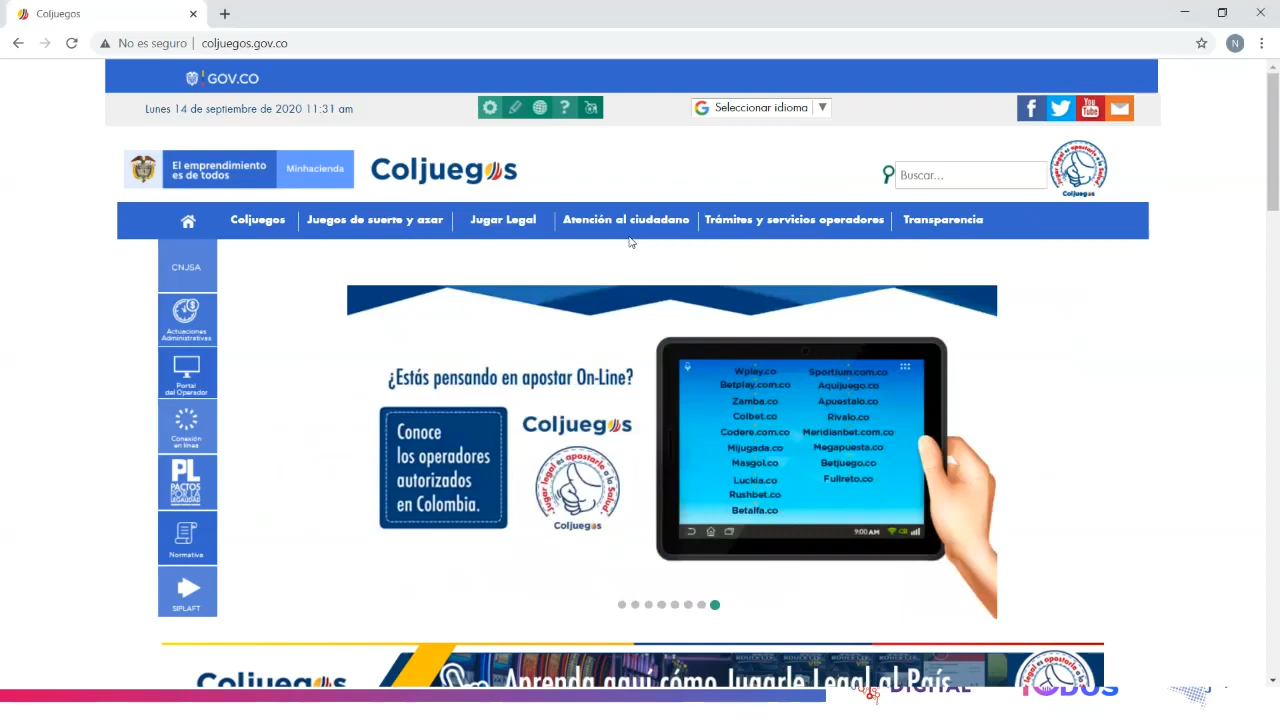 Coljuegos
No es seguro
coljuegos.gov.co
N
GOV.CO
Lunes 14 de septiembre de 2020 11:31 am
Seleccionar idioma
You
Tube
El emprendimiento
es de todos
Minhacienda
Coljuegos
Buscar...
Coljuegos
Coljuegos
Juegos de suerte y azar
Jugar Legal
Atención al ciudadano
Trámites y servicios operadores
Transparencia
CNJSA
Actuaciones
Administrativas
Portal
del Operador
Conexión
en línea
PL
PACTOS
POR LA
LEGALIDAD
Normativa
SIPLAFT
¿Estás pensando en apostar On-Line?
Conoce
los operadores
autorizados
en Colombia.
Coljuegos
Jugar legal es apostarle a la Salud.
Coljuegos
Wplay.co
Betplay.com.co
Zamba.co
Colbet.co
Codere.com.co
Mijugada.co
Masgol.co
Luckia.co
Rushbet.co
Betalfa.co
Sportium.com.co
Aquijuego.co
Apuestalo.co
Rivalo.co
Meridianbet.com.co
Megapuesta.co
Betjuego.co
Fullreto.co
9:00 AM
Coljuegos
Aprenda aquí cómo Jugarle Legal al País
DIGITAL
TODOS